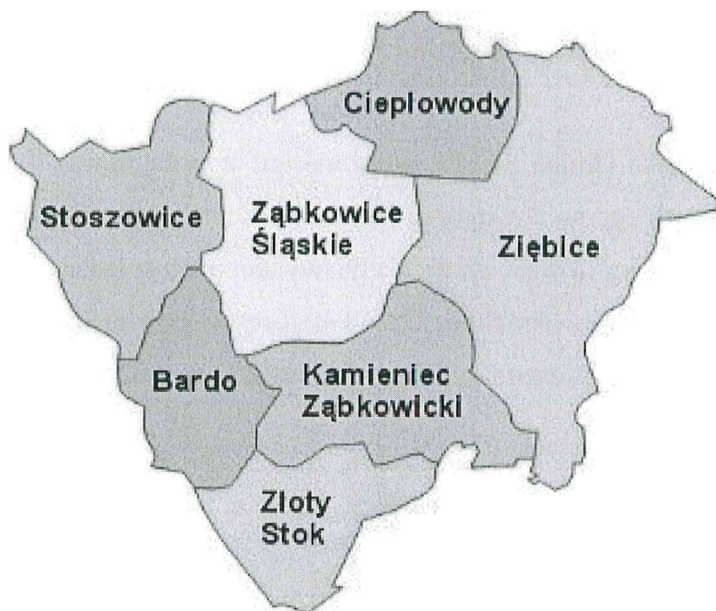 Ciepłowody
Stoszowice
Ząbkowice
Śląskie
Ziębice
Bardo
Kamieniec
Ząbkowicki
Złoty
Stok